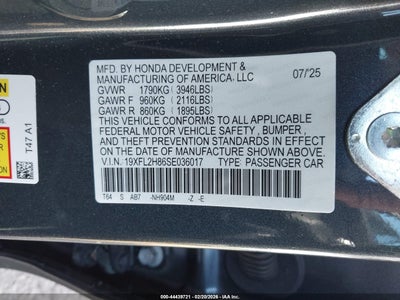 MFD. BY HONDA DEVELOPMENT &
MANUFACTURING OF AMERICA, LLC 07/'25
GVWR 1790KG (3946LBS)
GAWR F 960KG (2116LBS)
GAWR R 860KG (1895LBS)
THIS VEHICLE CONFORMS TO ALL APPLICABLE
FEDERAL MOTOR VEHICLE SAFETY , BUMPER ,
AND THEFT PREVENTION STANDARDS IN EFFECT
ON THE DATE OF MANUFACTURE SHOWN ABOVE.
V.I.N. 19XFL2H86SE036017 TYPE: PASSENGER CAR
T64 S AB7 -NH904M -Z -E
T47 A1
000-44439721 - 02/20/2026 - COPYRIGHT IAA, LLC